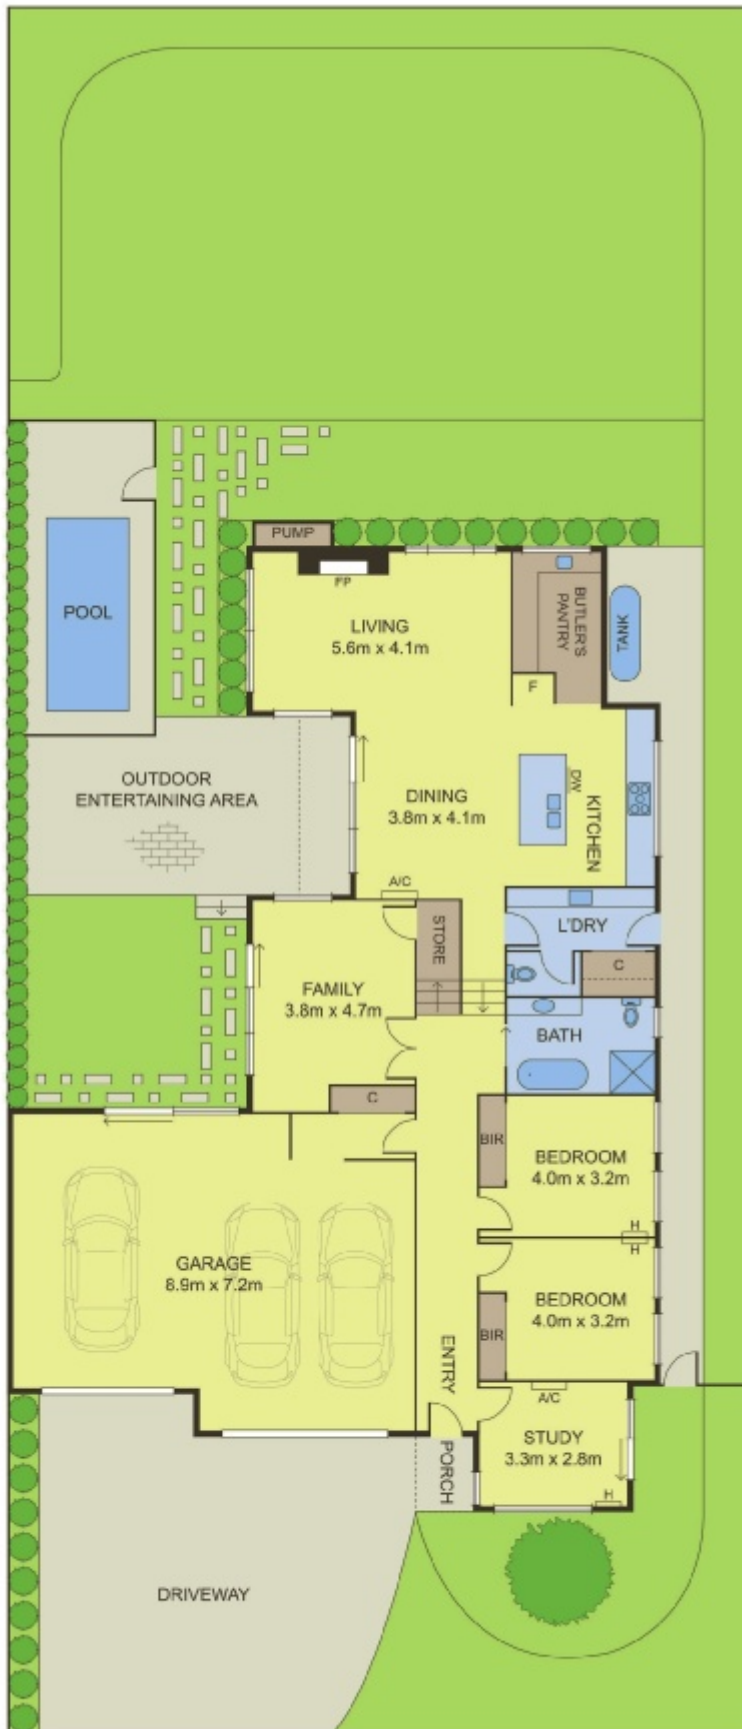 PUMP
FP
LIVING
5.6m x 4.1m
BUTLER'S
PANTRY
TANK
F
POOL
OUTDOOR
ENTERTAINING AREA
DINING
3.8m x 4.1m
DW
KITCHEN
A/C
STORE
L'DRY
C
FAMILY
3.8m x 4.7m
BATH
C
BIR
BEDROOM
4.0m x 3.2m
H
H
GARAGE
8.9m x 7.2m
BEDROOM
4.0m x 3.2m
BIR
ENTRY
A/C
STUDY
3.3m x 2.8m
H
PORCH
DRIVEWAY